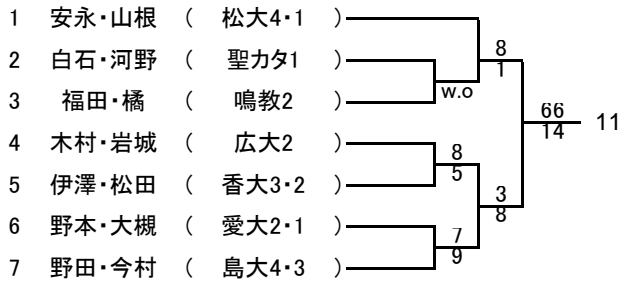 1 安永・山根 ( 松大4・1 )
2 白石・河野 ( 聖カタ1 )
3 福田・橘 ( 鳴教2 )
4 木村・岩城 ( 広大2 )
5 伊澤・松田 ( 香大3・2 )
6 野本・大槻 ( 愛大2・1 )
7 野田・今村 ( 島大4・3 )
8
1
w.o
66
14
11
8
5
3
8
7
9